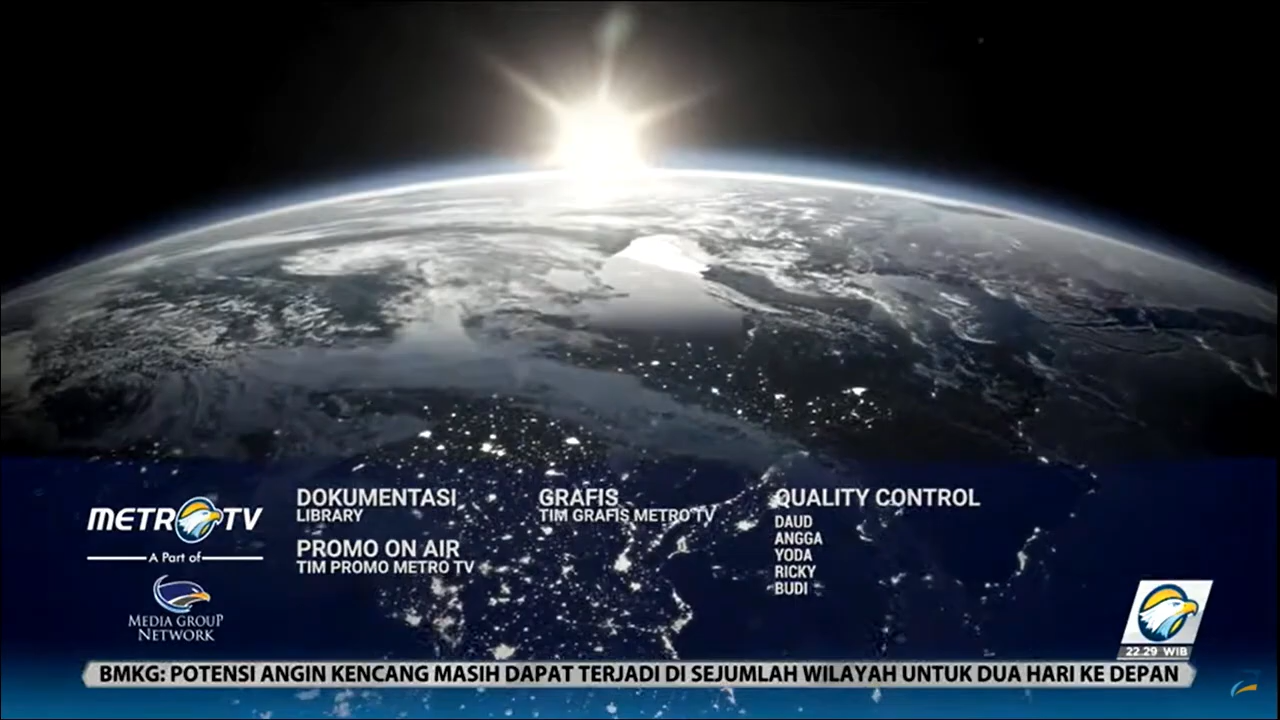 METRO TV
A Part of
MEDIA GROUP
NETWORK
DOKUMENTASI
LIBRARY
PROMO ON AIR
TIM PROMO METRO TV
GRAFIS
TIM GRAFIS METRO TV
QUALITY CONTROL
DAUD
ANGGA
YODA
RICKY
BUDI
22.29 WIB
BMKG: POTENSI ANGIN KENCANG MASIH DAPAT TERJADI DI SEJUMLAH WILAYAH UNTUK DUA HARI KE DEPAN